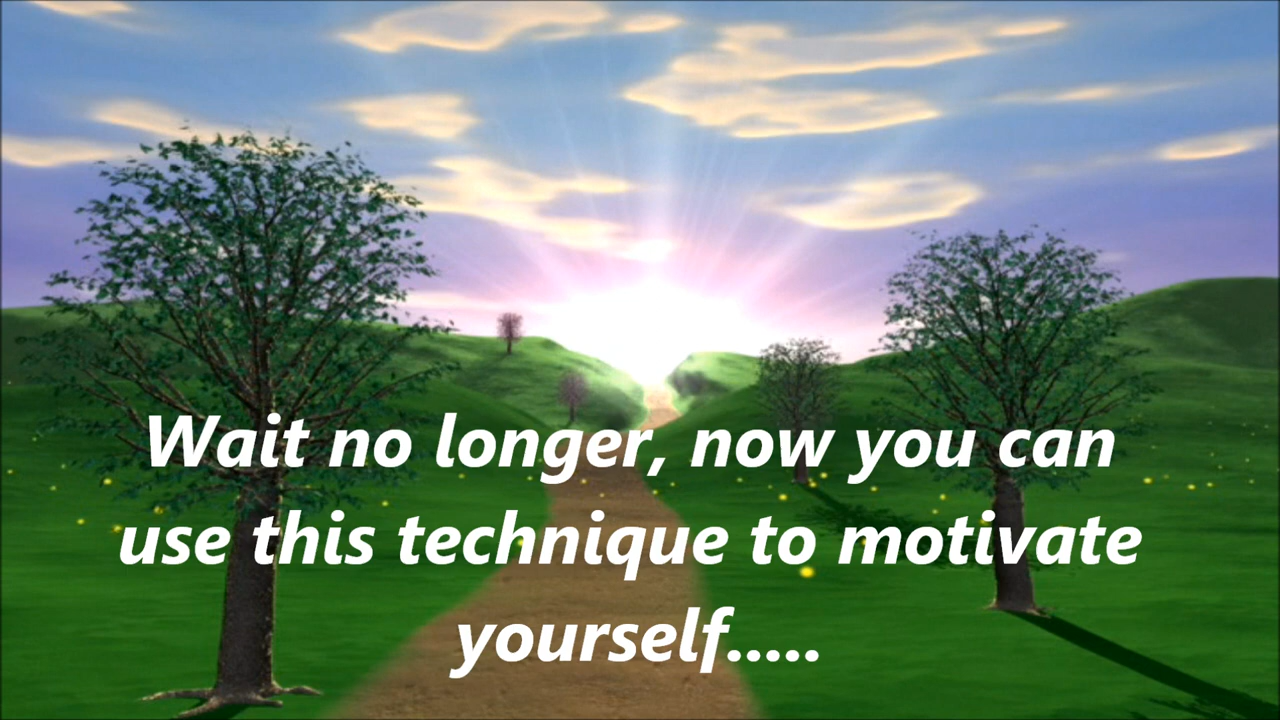 Wait no longer, now you can
use this technique to motivate
yourself.....